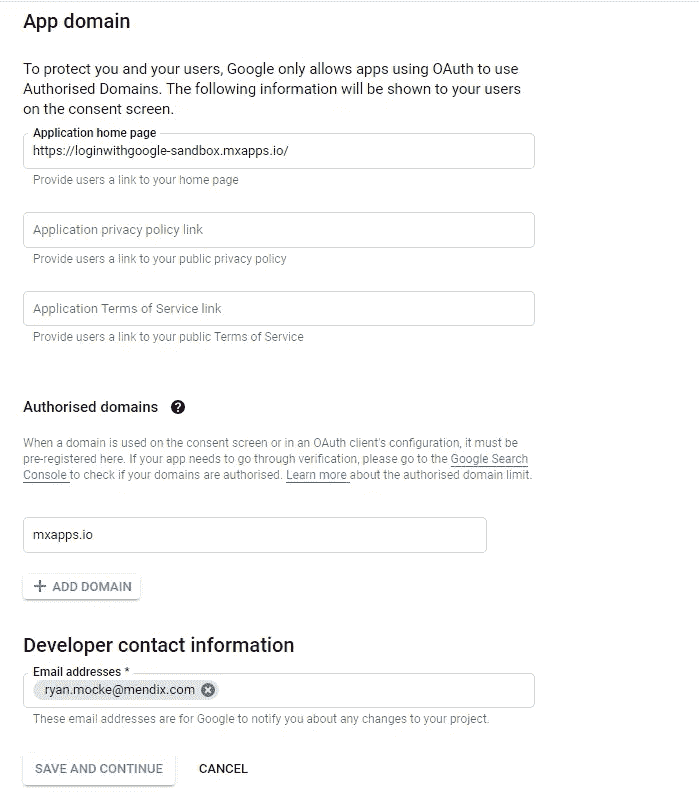 App domain
To protect you and your users, Google only allows apps using OAuth to use
Authorised Domains. The following information will be shown to your users
on the consent screen.
Application home page
https://loginwithgoogle-sandbox.mxapps.io/
Provide users a link to your home page
Application privacy policy link
Provide users a link to your public privacy policy
Application Terms of Service link
Provide users a link to your public Terms of Service
Authorised domains ?
When a domain is used on the consent screen or in an OAuth client's configuration, it must be
pre-registered here. If your app needs to go through verification, please go to the Google Search
Console to check if your domains are authorised. Learn more about the authorised domain limit.
mxapps.io
+ ADD DOMAIN
Developer contact information
Email addresses *
ryan.mocke@mendix.com
These email addresses are for Google to notify you about any changes to your project.
SAVE AND CONTINUE CANCEL